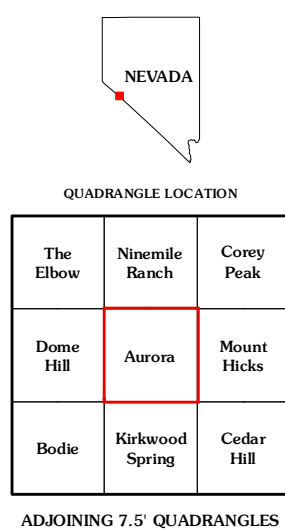 NEVADA
QUADRANGLE LOCATION
The Ninemile Corey
Elbow Ranch Peak
Dome Mount
Hill Aurora Hicks
Bodie Kirkwood Cedar
Spring Hill
ADJOINING 7.5' QUADRANGLES